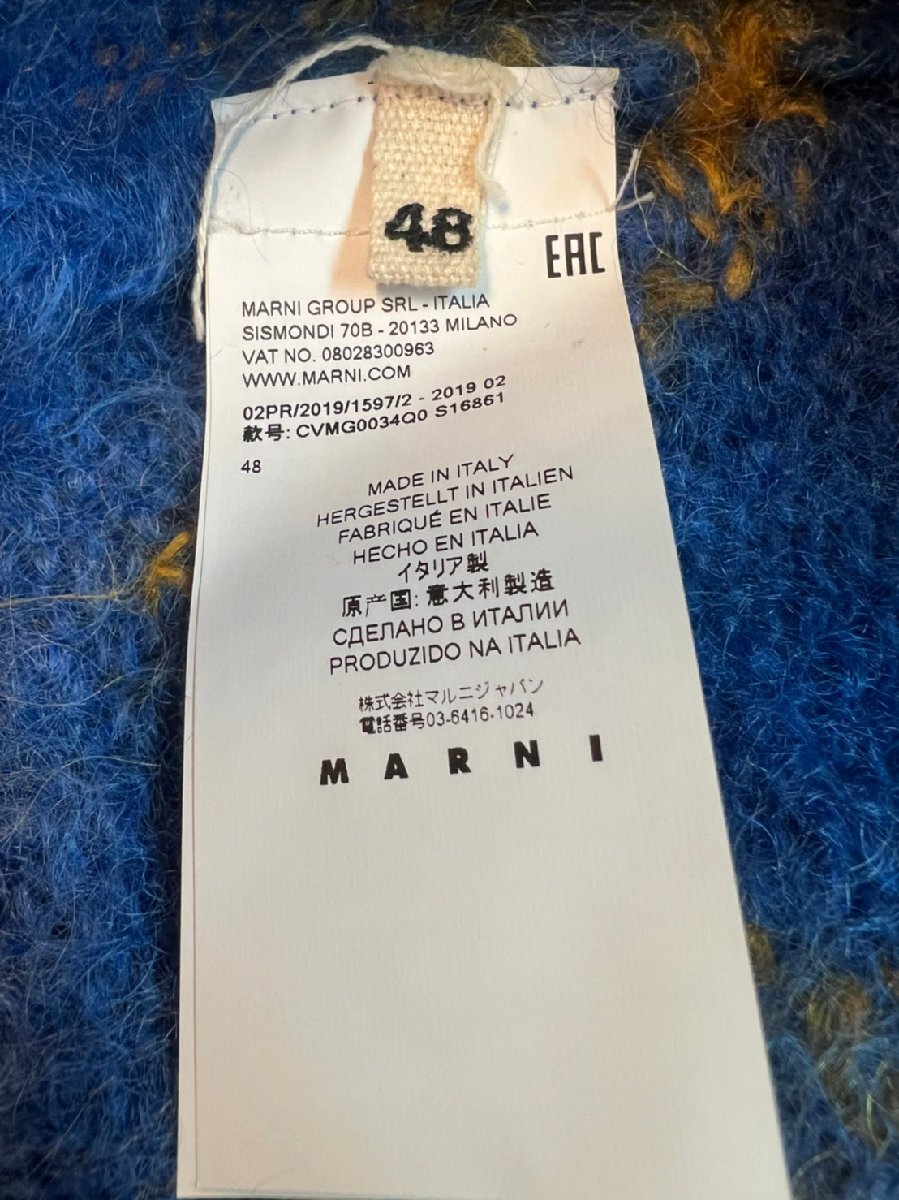 48
EAC
MARNI GROUP SRL - ITALIA
SISMONDI 70B - 20133 MILANO
VAT NO. 08028300963
WWW.MARNI.COM
02PR/2019/1597/2 - 2019 02
款号: CVMG0034Q0 S16861
48
MADE IN ITALY
HERGESTELLT IN ITALIEN
FABRIQUÉ EN ITALIE
HECHO EN ITALIA
イタリア製
原产国: 意大利製造
СДЕЛАНО В ИТАЛИИ
PRODUZIDO NA ITALIA
株式会社マルニジャパン
電話番号03-6416-1024
MARNI